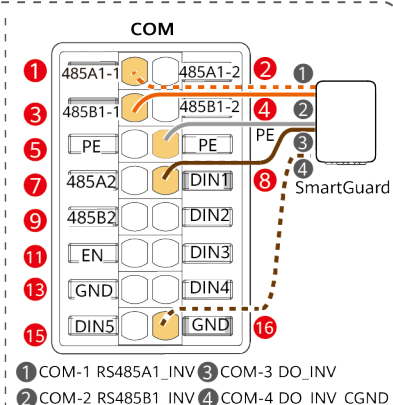 COM
1 485A1-1 485A1-2 2 1
3 485B1-1 485B1-2 4 2
5 PE PE PE 3
7 485A2 DIN1 8 4
SmartGuard
9 485B2 DIN2
11 EN DIN3
13 GND DIN4
15 DIN5 GND 16
1 COM-1 RS485A1_INV 3 COM-3 DO_INV
2 COM-2 RS485B1_INV 4 COM-4 DO_INV_CGND